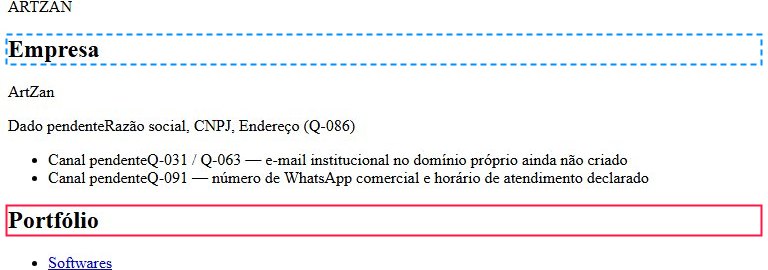 ARTZAN
Empresa
ArtZan
Dado pendenteRazão social, CNPJ, Endereço (Q-086)
Canal pendenteQ-031 / Q-063 — e-mail institucional no domínio próprio ainda não criado
Canal pendenteQ-091 — número de WhatsApp comercial e horário de atendimento declarado
Portfólio
Softwares